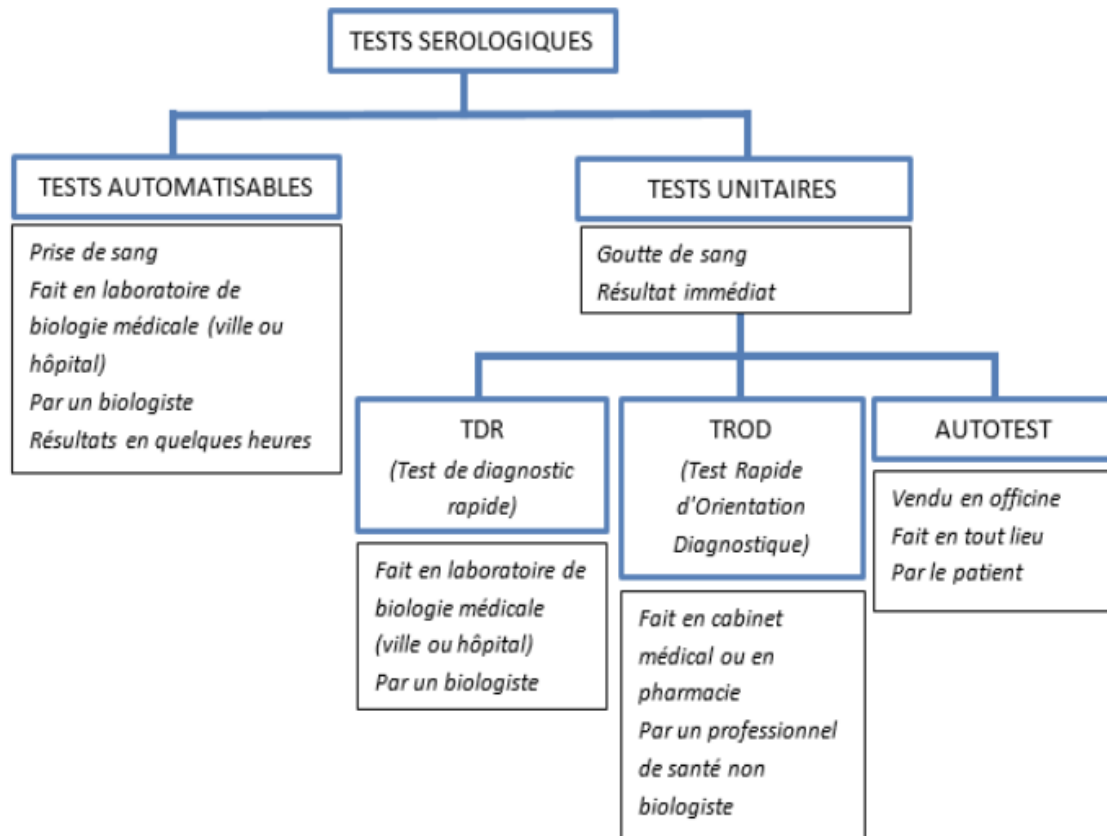 TESTS SEROLOGIQUES
TESTS AUTOMATISABLES
Prise de sang
Fait en laboratoire de
biologie médicale (ville ou
hôpital)
Par un biologiste
Résultats en quelques heures
TESTS UNITAIRES
Goutte de sang
Résultat immédiat
TDR
(Test de diagnostic
rapide)
Fait en laboratoire de
biologie médicale
(ville ou hôpital)
Par un biologiste
TROD
(Test Rapide
d'Orientation
Diagnostique)
Fait en cabinet
médical ou en
pharmacie
Par un professionnel
de santé non
biologiste
AUTOTEST
Vendu en officine
Fait en tout lieu
Par le patient